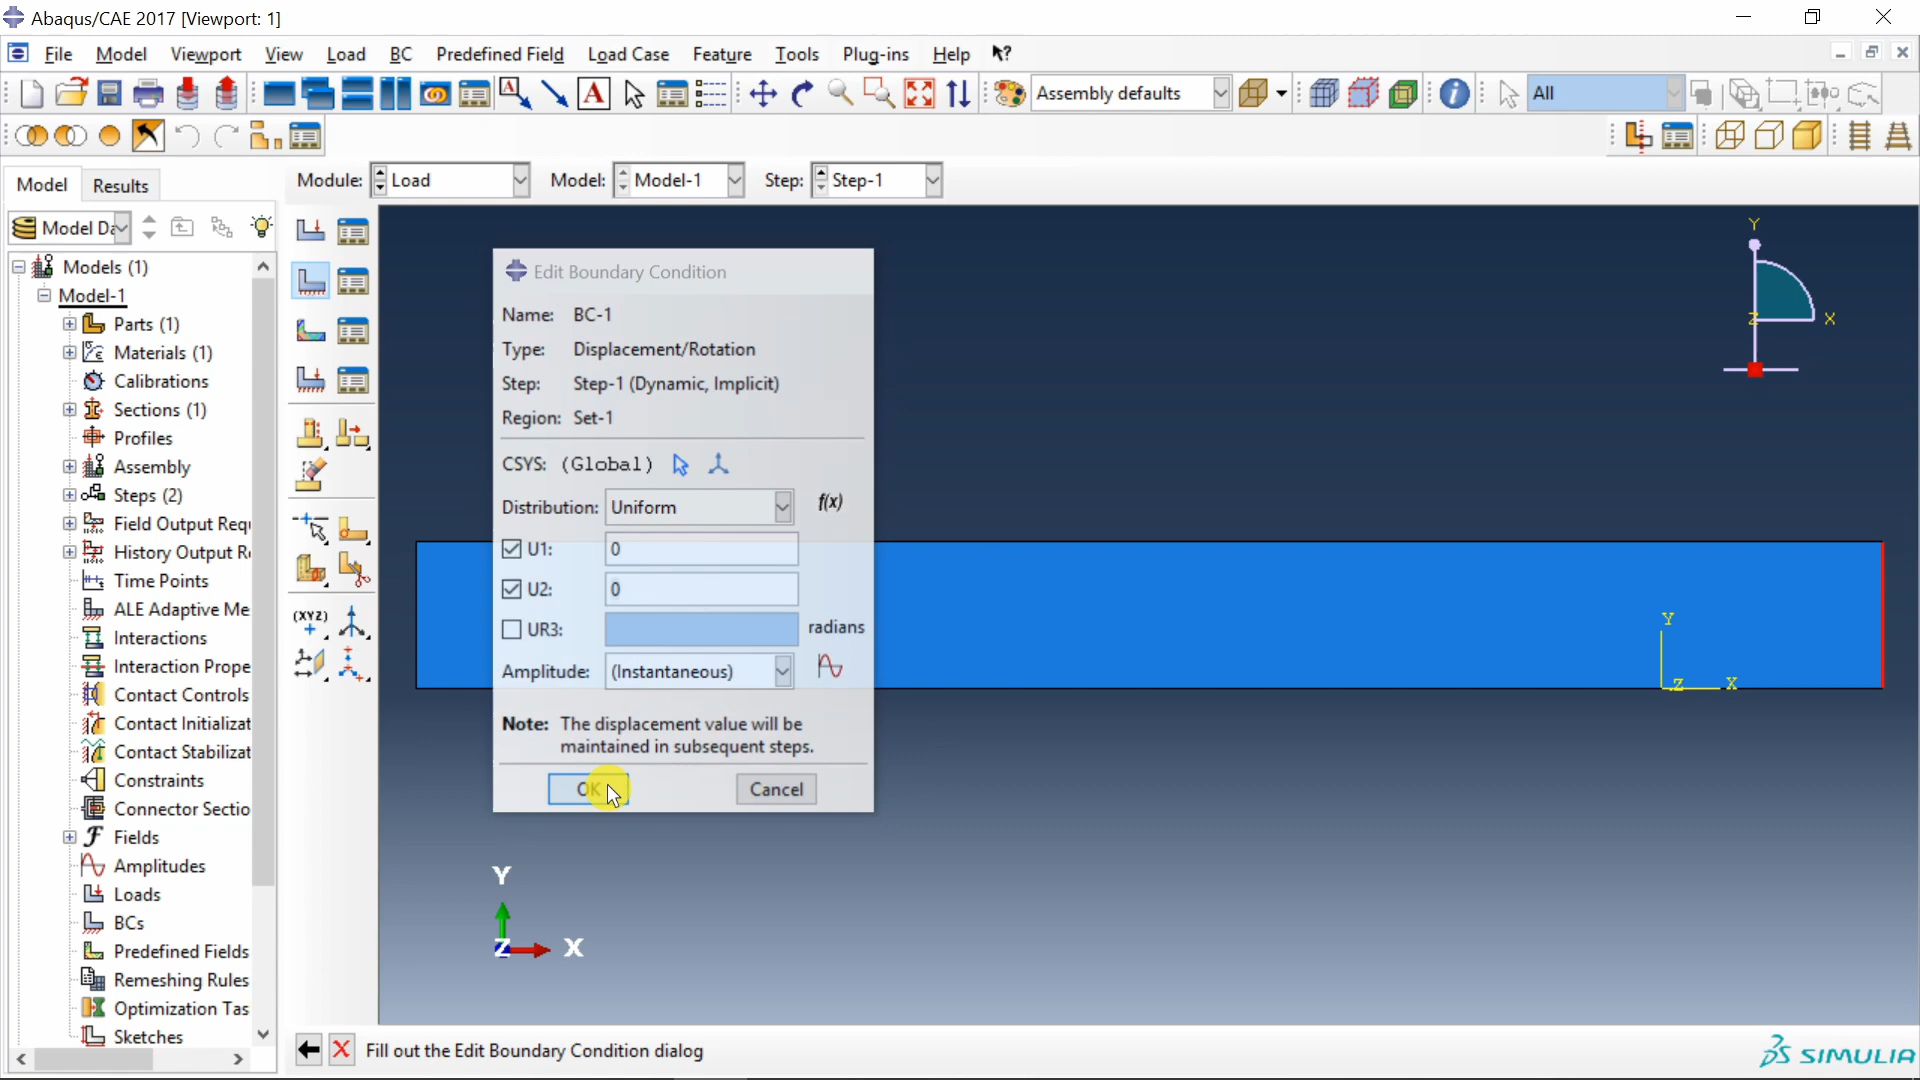 Abaqus/CAE 2017 [Viewport: 1]
File Model Viewport View Load BC Predefined Field Load Case Feature Tools Plug-ins Help
Assembly defaults All
Model Results Module: Load Model: Model-1 Step: Step-1
Model Da
Models (1)
Model-1
Parts (1)
Materials (1)
Calibrations
Sections (1)
Profiles
Assembly
Steps (2)
Field Output Requ
History Output R
Time Points
ALE Adaptive Me
Interactions
Interaction Prope
Contact Controls
Contact Initializat
Contact Stabilizat
Constraints
Connector Sectio
Fields
Amplitudes
Loads
BCs
Predefined Fields
Remeshing Rules
Optimization Tas
Sketches
(XYZ)
Edit Boundary Condition
Name: BC-1
Type: Displacement/Rotation
Step: Step-1 (Dynamic, Implicit)
Region: Set-1
CSYS: (Global)
Distribution: Uniform f(x)
U1: 0
U2: 0
UR3: radians
Amplitude: (Instantaneous)
Note: The displacement value will be
maintained in subsequent steps.
OK Cancel
Y
Z X
Y
Z X
Y
Z X
Fill out the Edit Boundary Condition dialog
SIMULIA